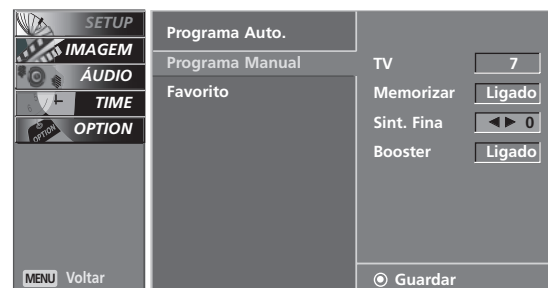 SETUP
IMAGEM
ÁUDIO
TIME
OPTION
OPTION
MENU Voltar
Programa Auto.
Programa Manual
Favorito
TV 7
Memorizar Ligado
Sint. Fina ◀▶ 0
Booster Ligado
Guardar